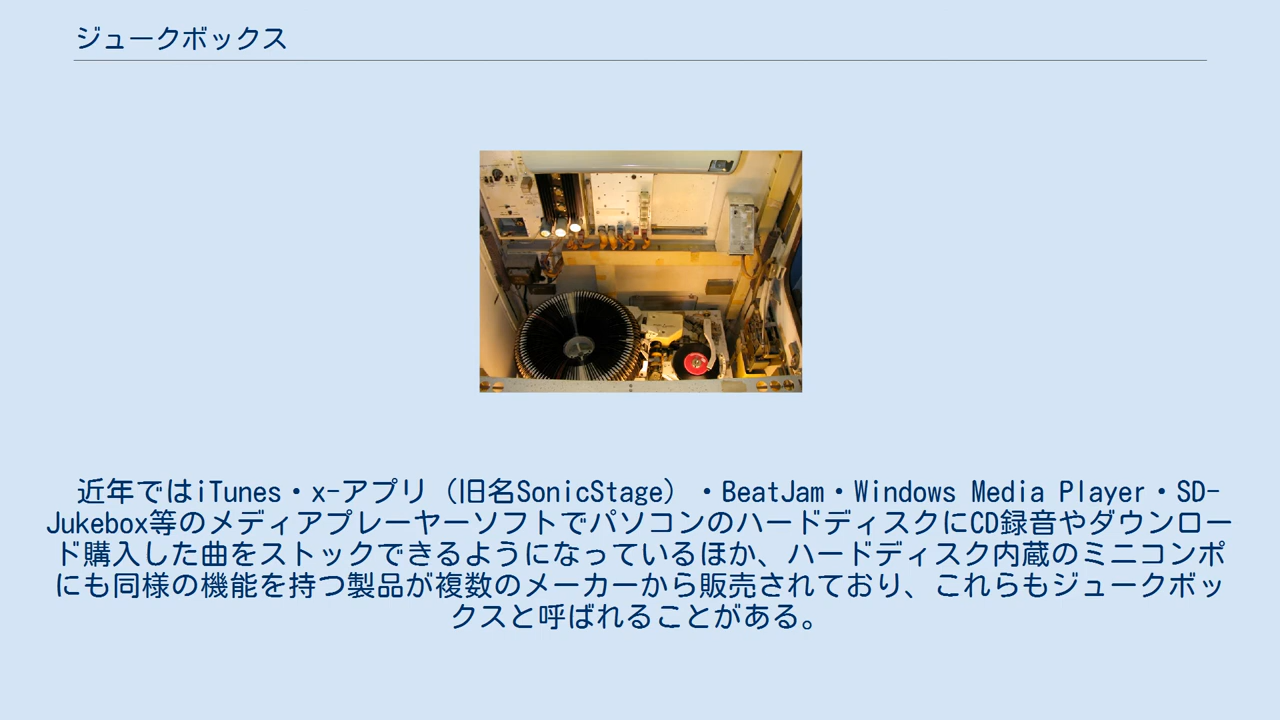 ジュークボックス
近年ではiTunes・x-アプリ（旧名SonicStage）・BeatJam・Windows Media Player・SD-
Jukebox等のメディアプレーヤーソフトでパソコンのハードディスクにCD録音やダウンロー
ド購入した曲をストックできるようになっているほか、ハードディスク内蔵のミニコンポ
にも同様の機能を持つ製品が複数のメーカーから販売されており、これらもジュークボッ
クスと呼ばれることがある。